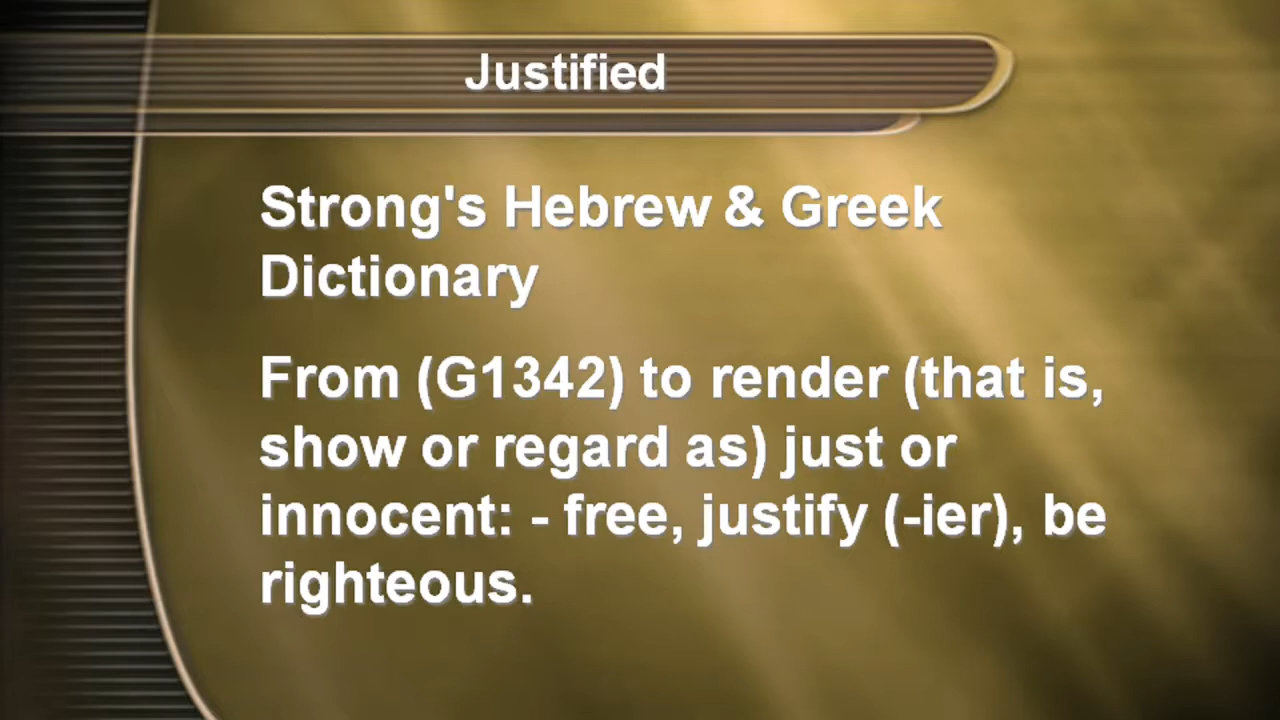 Justified
Strong's Hebrew & Greek
Dictionary
From (G1342) to render (that is,
show or regard as) just or
innocent: - free, justify (-ier), be
righteous.